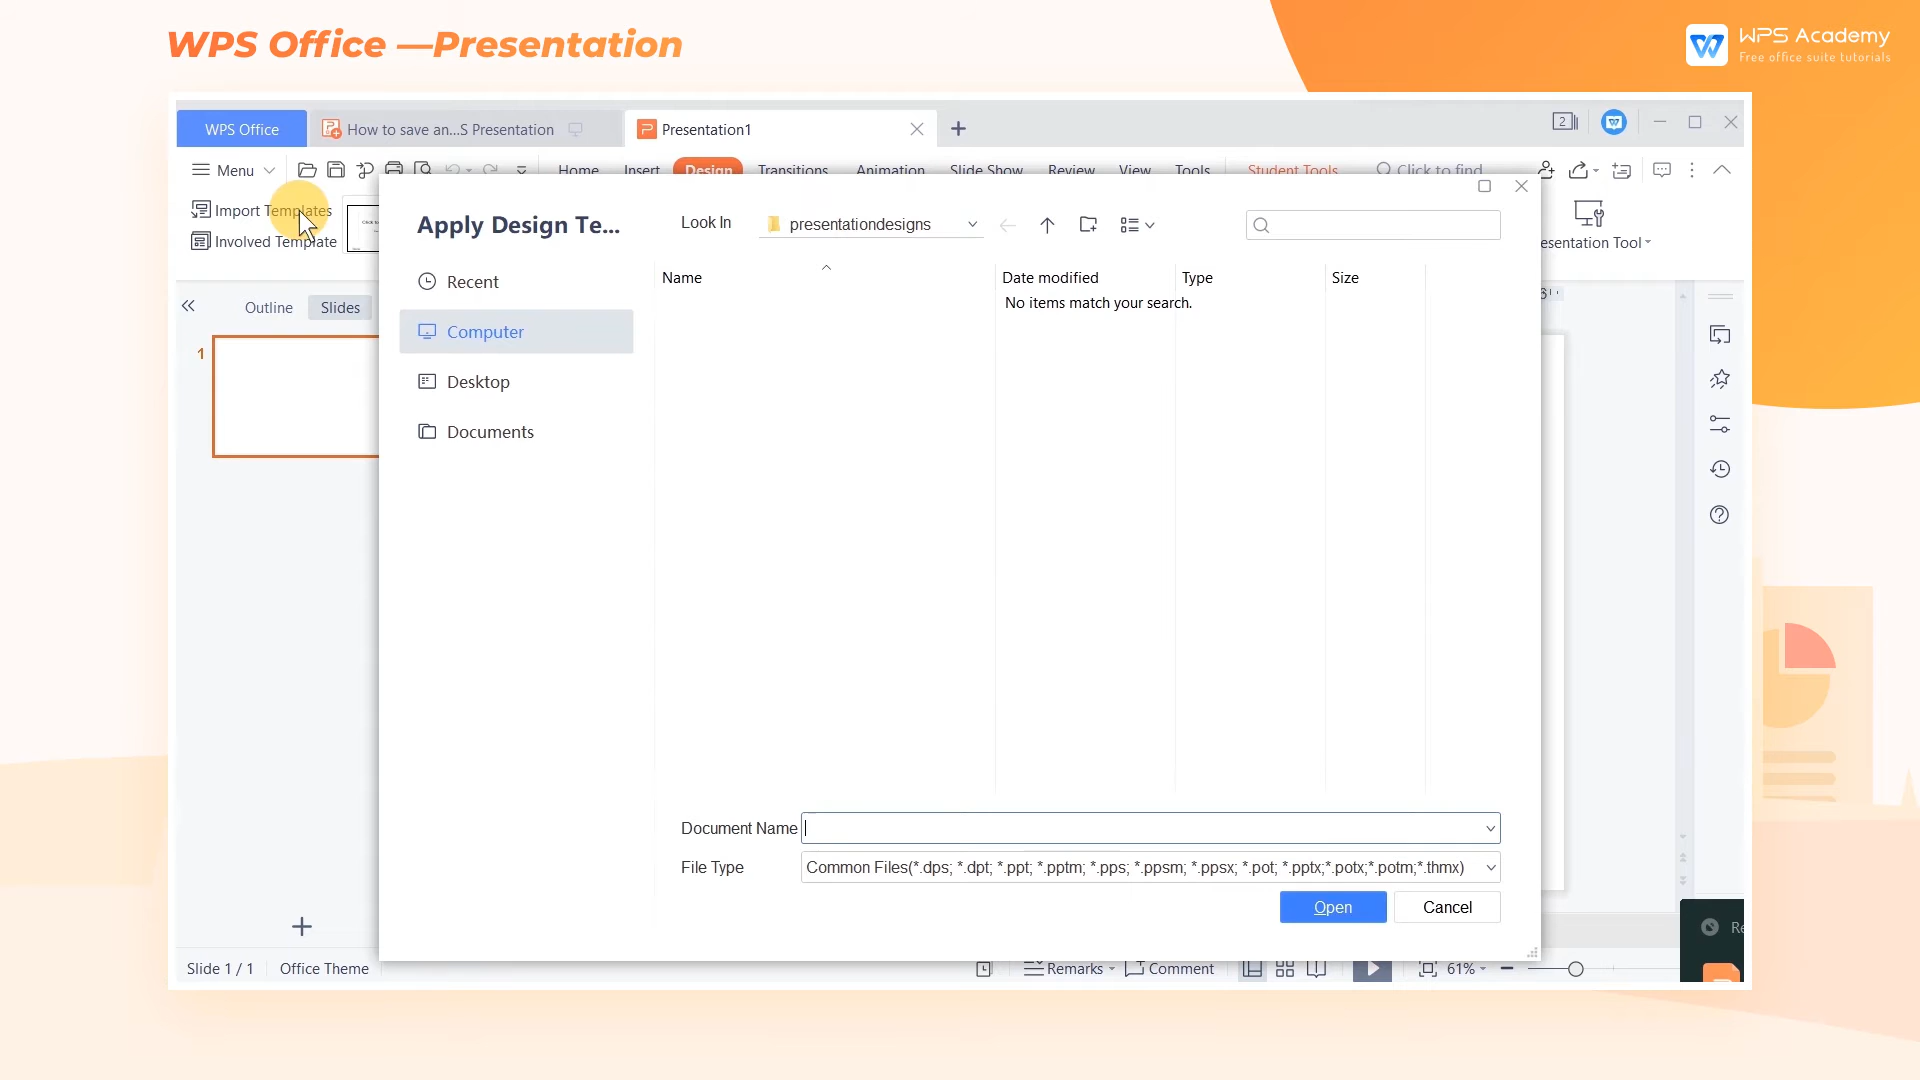 WPS Office —Presentation
WPS Academy
Free office suite tutorials
WPS Office
How to save an...S Presentation
Presentation1
2
Menu
Home
Insert
Design
Transitions
Animation
Slide Show
Review
View
Tools
Student Tools
Click to find
Import Templates
Involved Template
esentation Tool
Apply Design Te...
Look In
presentationdesigns
Recent
Computer
Desktop
Documents
Name
Date modified
Type
Size
No items match your search.
Outline
Slides
1
Document Name
File Type
Common Files(*.dps; *.dpt; *.ppt; *.pptm; *.pps; *.ppsm; *.ppsx; *.pot; *.pptx;*.potx;*.potm;*.thmx)
Open
Cancel
Slide 1 / 1
Office Theme
Remarks
Comment
61%